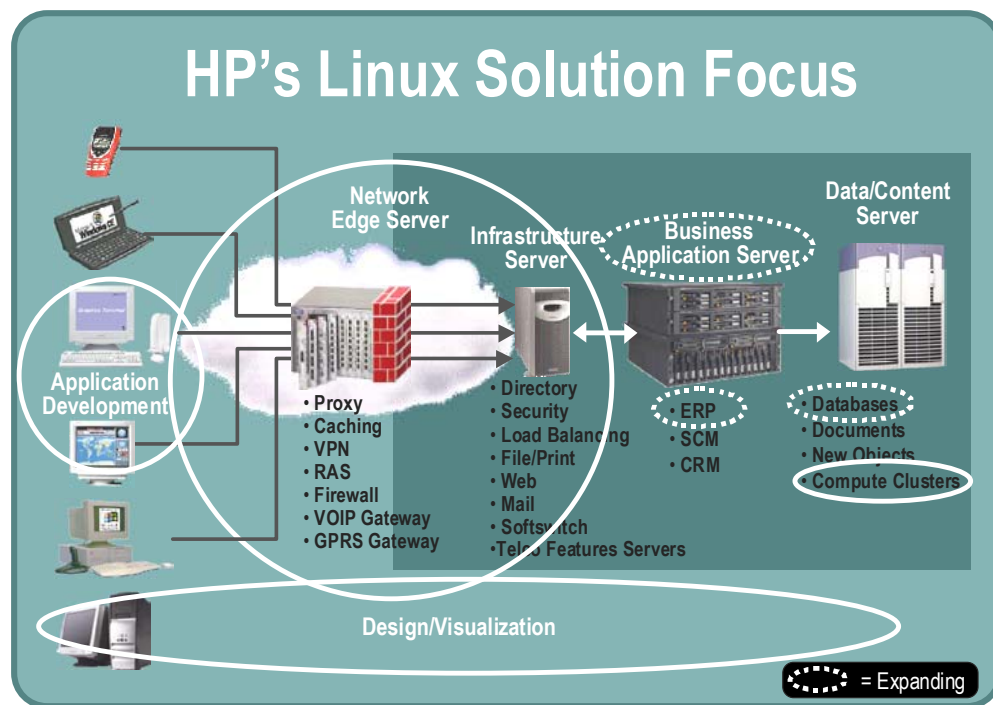 HP's Linux Solution Focus
Network
Edge Server
Infrastructure
Server
Business
Application Server
Data/Content
Server
Application
Development
• Proxy
• Caching
• VPN
• RAS
• Firewall
• VOIP Gateway
• GPRS Gateway
• Directory
• Security
• Load Balancing
• File/Print
• Web
• Mail
• Softswitch
•Telco Features Servers
• ERP
• SCM
• CRM
• Databases
• Documents
• New Objects
• Compute Clusters
Design/Visualization
= Expanding